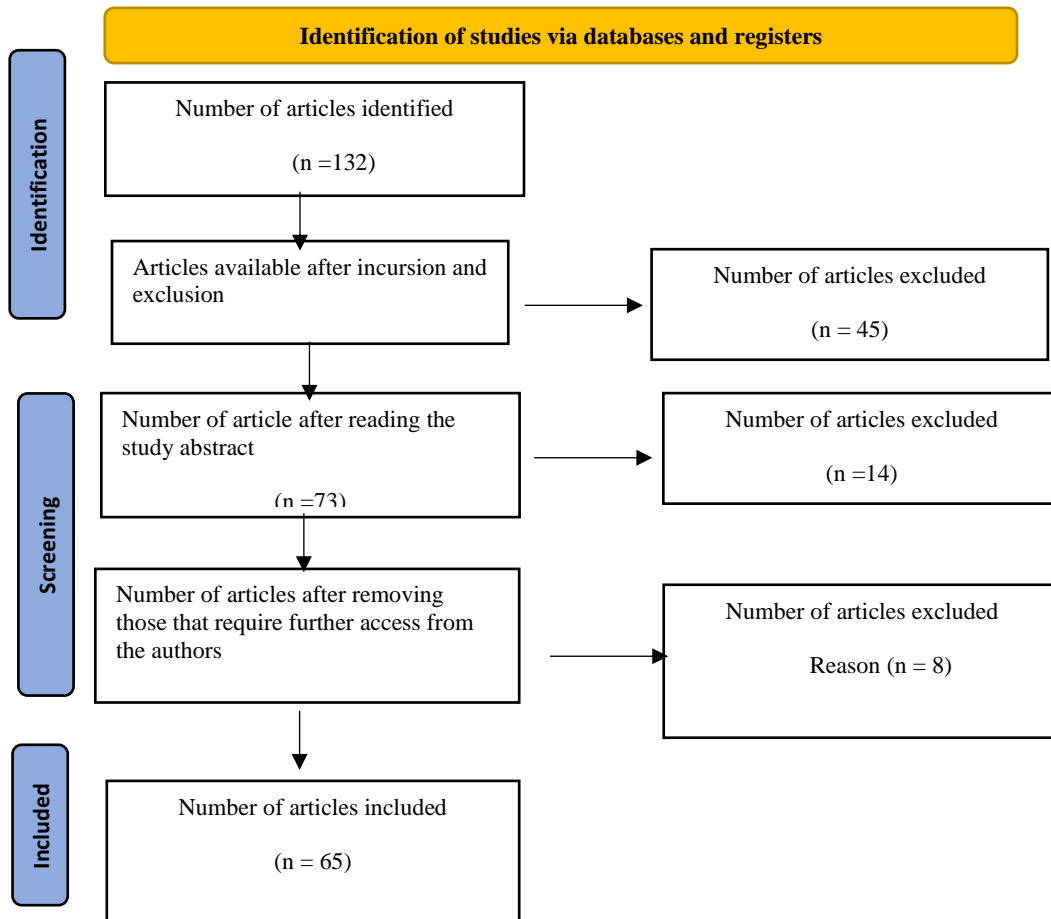 Identification of studies via databases and registers
Identification
Number of articles identified
(n =132)
Articles available after incursion and
exclusion
Number of articles excluded
(n = 45)
Screening
Number of article after reading the
study abstract
(n =73)
Number of articles excluded
(n =14)
Number of articles after removing
those that require further access from
the authors
Number of articles excluded
Reason (n = 8)
Included
Number of articles included
(n = 65)